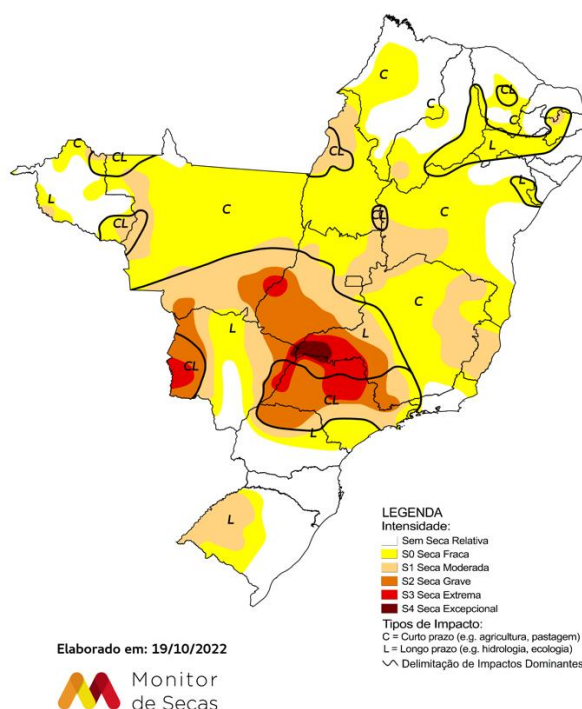 C
C
CL
C
C
CL
L
C
CL
L
CL
L
C
CL
C
CL
C
L
L
CL
CL
L
L
LEGENDA
Intensidade:
Sem Seca Relativa
S0 Seca Fraca
S1 Seca Moderada
S2 Seca Grave
S3 Seca Extrema
S4 Seca Excepcional
Tipos de Impacto:
C = Curto prazo (e.g. agricultura, pastagem)
L = Longo prazo (e.g. hidrologia, ecologia)
Delimitação de Impactos Dominantes
Elaborado em: 19/10/2022
Monitor
de Secas